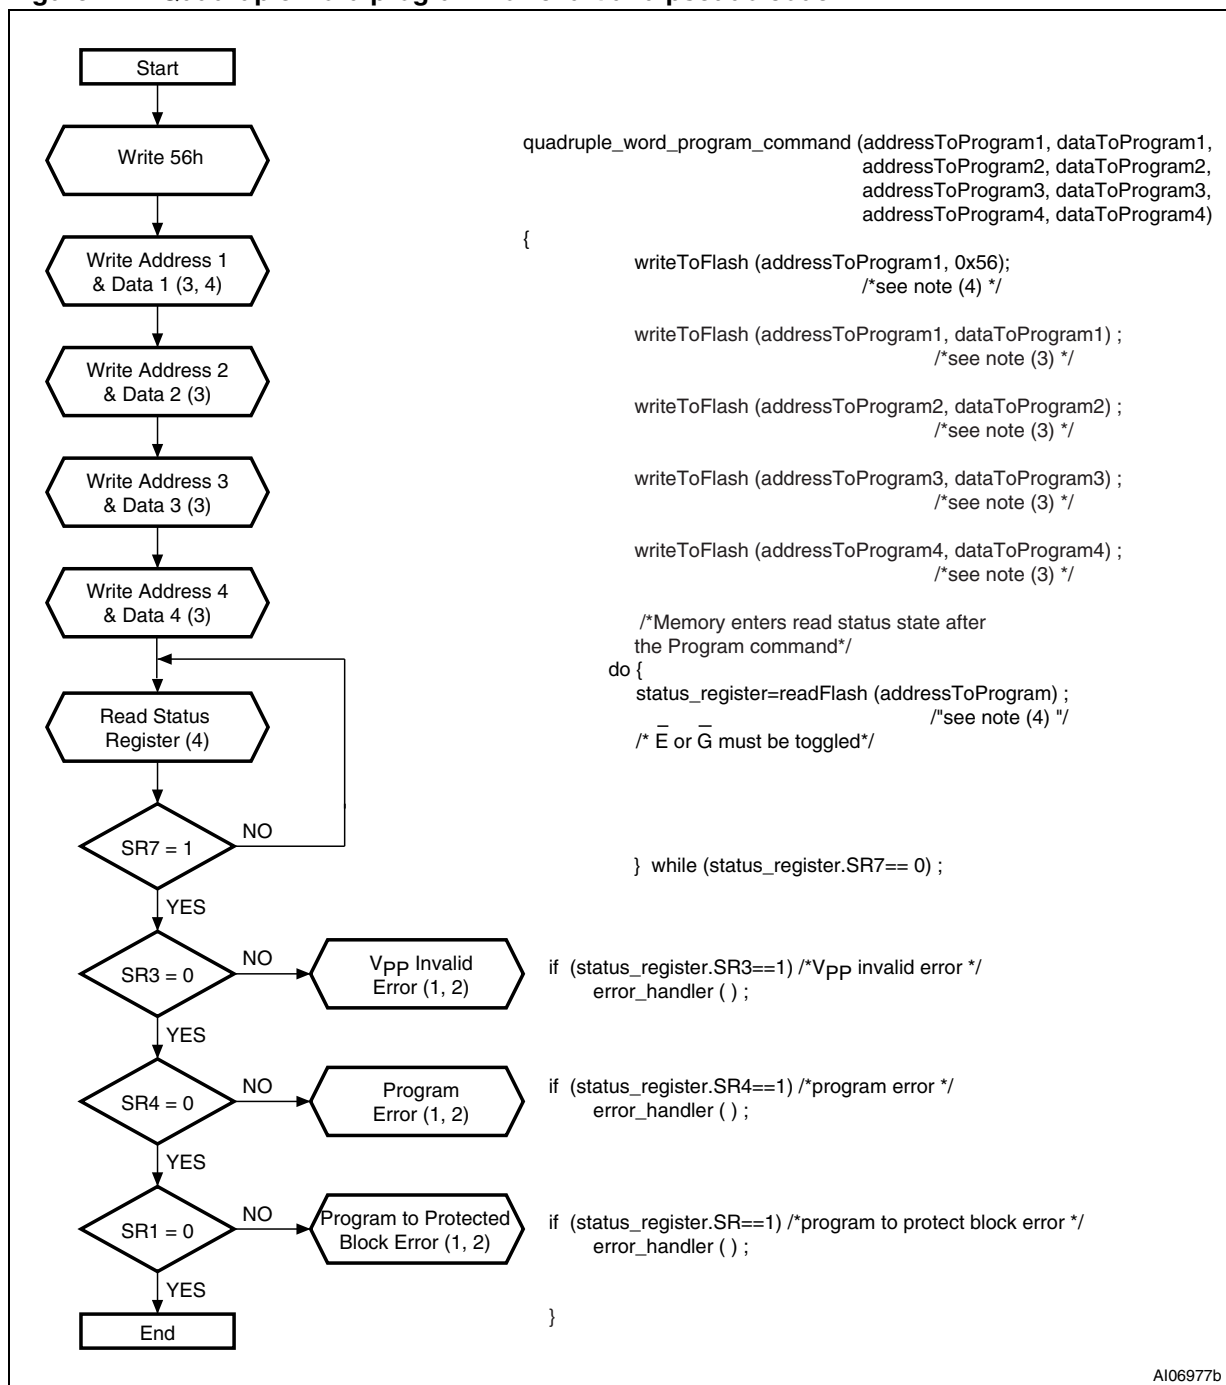 Start
Write 56h
Write Address 1
& Data 1 (3, 4)
Write Address 2
& Data 2 (3)
Write Address 3
& Data 3 (3)
Write Address 4
& Data 4 (3)
Read Status
Register (4)
SR7 = 1
NO
YES
SR3 = 0
NO
VPP Invalid
Error (1, 2)
YES
SR4 = 0
NO
Program
Error (1, 2)
YES
SR1 = 0
NO
Program to Protected
Block Error (1, 2)
YES
End
quadruple_word_program_command (addressToProgram1, dataToProgram1,
addressToProgram2, dataToProgram2,
addressToProgram3, dataToProgram3,
addressToProgram4, dataToProgram4)
{
writeToFlash (addressToProgram1, 0x56);
/*see note (4) */
writeToFlash (addressToProgram1, dataToProgram1) ;
/*see note (3) */
writeToFlash (addressToProgram2, dataToProgram2) ;
/*see note (3) */
writeToFlash (addressToProgram3, dataToProgram3) ;
/*see note (3) */
writeToFlash (addressToProgram4, dataToProgram4) ;
/*see note (3) */
/*Memory enters read status state after
the Program command*/
do {
status_register=readFlash (addressToProgram) ;
/"see note (4) "/
/* E̅ or G̅ must be toggled*/
} while (status_register.SR7== 0) ;
if (status_register.SR3==1) /*VPP invalid error */
error_handler ( ) ;
if (status_register.SR4==1) /*program error */
error_handler ( ) ;
if (status_register.SR==1) /*program to protect block error */
error_handler ( ) ;
}
AI06977b